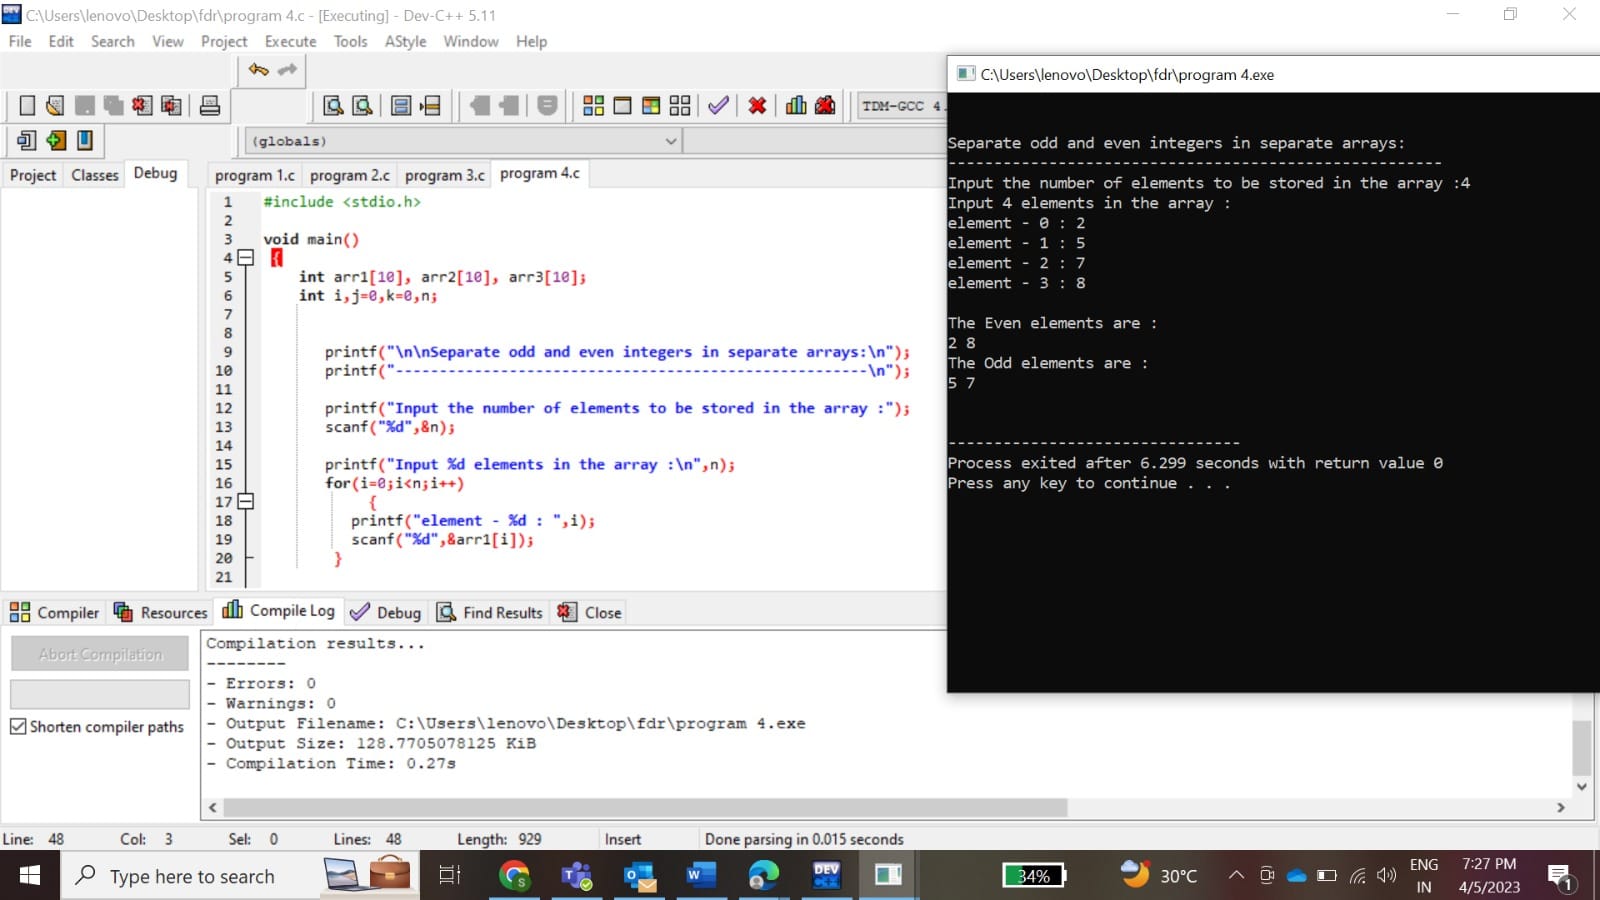 C:\Users\lenovo\Desktop\fdr\program 4.c - [Executing] - Dev-C++ 5.11
File Edit Search View Project Execute Tools AStyle Window Help
TDM-GCC 4.
(globals)
Project Classes Debug
program 1.c program 2.c program 3.c program 4.c
1 #include <stdio.h>
2
3 void main()
4 {
5 int arr1[10], arr2[10], arr3[10];
6 int i,j=0,k=0,n;
7
8
9 printf("\n\nSeparate odd and even integers in separate arrays:\n");
10 printf("------------------------------------------------------\n");
11
12 printf("Input the number of elements to be stored in the array :");
13 scanf("%d",&n);
14
15 printf("Input %d elements in the array :\n",n);
16 for(i=0;i<n;i++)
17 {
18 printf("element - %d : ",i);
19 scanf("%d",&arr1[i]);
20 }
21
C:\Users\lenovo\Desktop\fdr\program 4.exe
Separate odd and even integers in separate arrays:
------------------------------------------------------
Input the number of elements to be stored in the array :4
Input 4 elements in the array :
element - 0 : 2
element - 1 : 5
element - 2 : 7
element - 3 : 8
The Even elements are :
2 8
The Odd elements are :
5 7
--------------------------------
Process exited after 6.299 seconds with return value 0
Press any key to continue . . .
Compiler Resources Compile Log Debug Find Results Close
Abort Compilation
Shorten compiler paths
Compilation results...
--------
- Errors: 0
- Warnings: 0
- Output Filename: C:\Users\lenovo\Desktop\fdr\program 4.exe
- Output Size: 128.7705078125 KiB
- Compilation Time: 0.27s
Line: 48 Col: 3 Sel: 0 Lines: 48 Length: 929 Insert Done parsing in 0.015 seconds
Type here to search
DEV
34%
30°C
ENG
IN
7:27 PM
4/5/2023
1